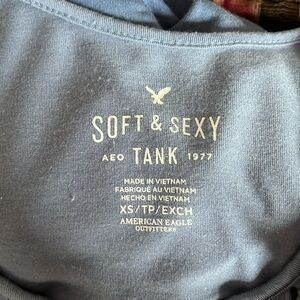 SOFT & SEXY
AEO TANK 1977
MADE IN VIETNAM
FABRIQUÉ AU VIETNAM
HECHO EN VIETNAM
XS/TP/EXCH
AMERICAN EAGLE
OUTFITTERS